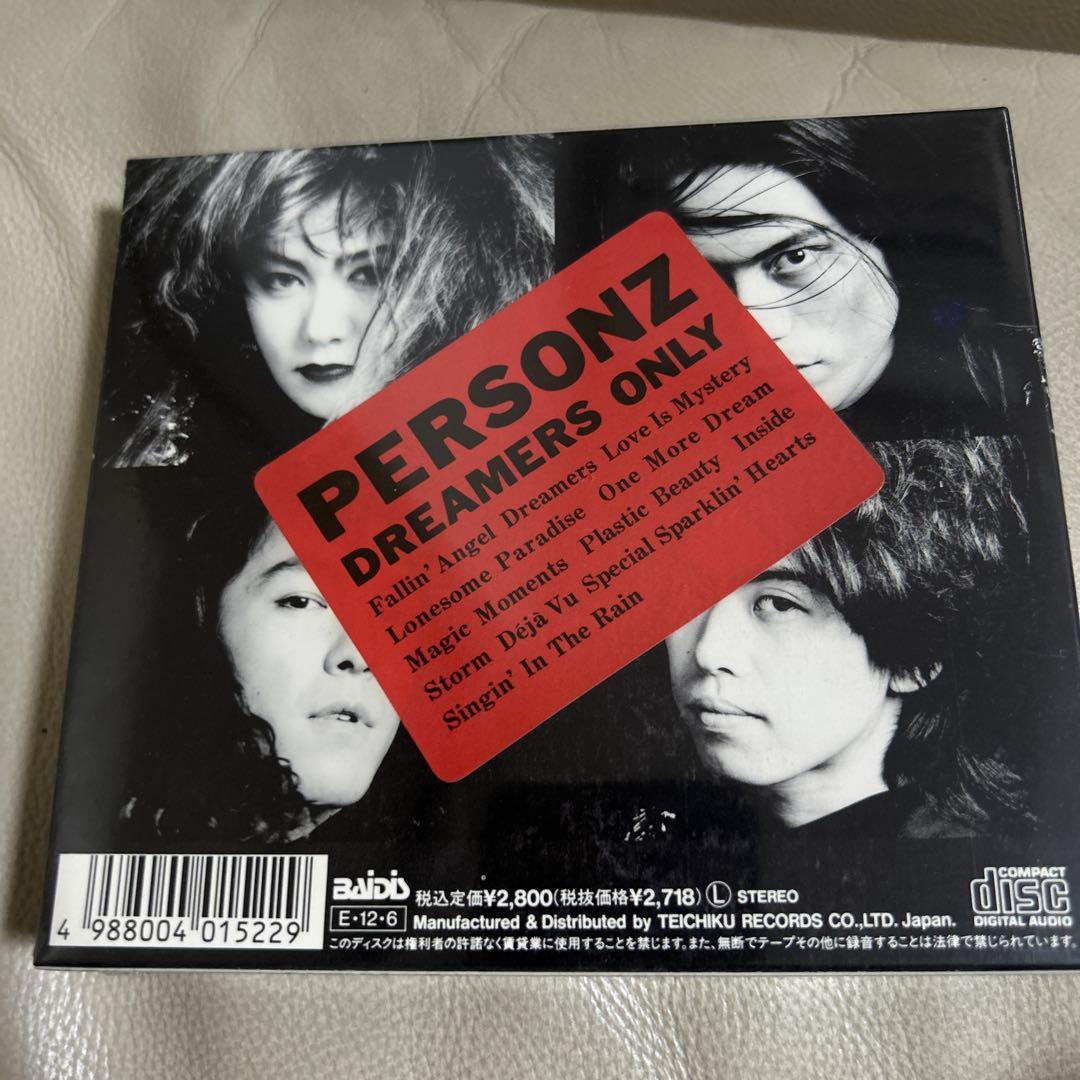 PERSONZ
DREAMERS ONLY
Fallin' Angel Dreamers Love Is Mystery
Lonesome Paradise One More Dream
Magic Moments Plastic Beauty Inside
Storm Déjà Vu Special Sparklin' Hearts
Singin' In The Rain
BAIDIS 税込定価¥2,800(税抜価格¥2,718) Ⓛ STEREO
E・12・6 Manufactured & Distributed by TEICHIKU RECORDS CO.,LTD. Japan.
このディスクは権利者の許諾なく賃貸業に使用することを禁じます。また、無断でテープその他に録音することは法律で禁じられています。
4 988004 015229
COMPACT
disc
DIGITAL AUDIO